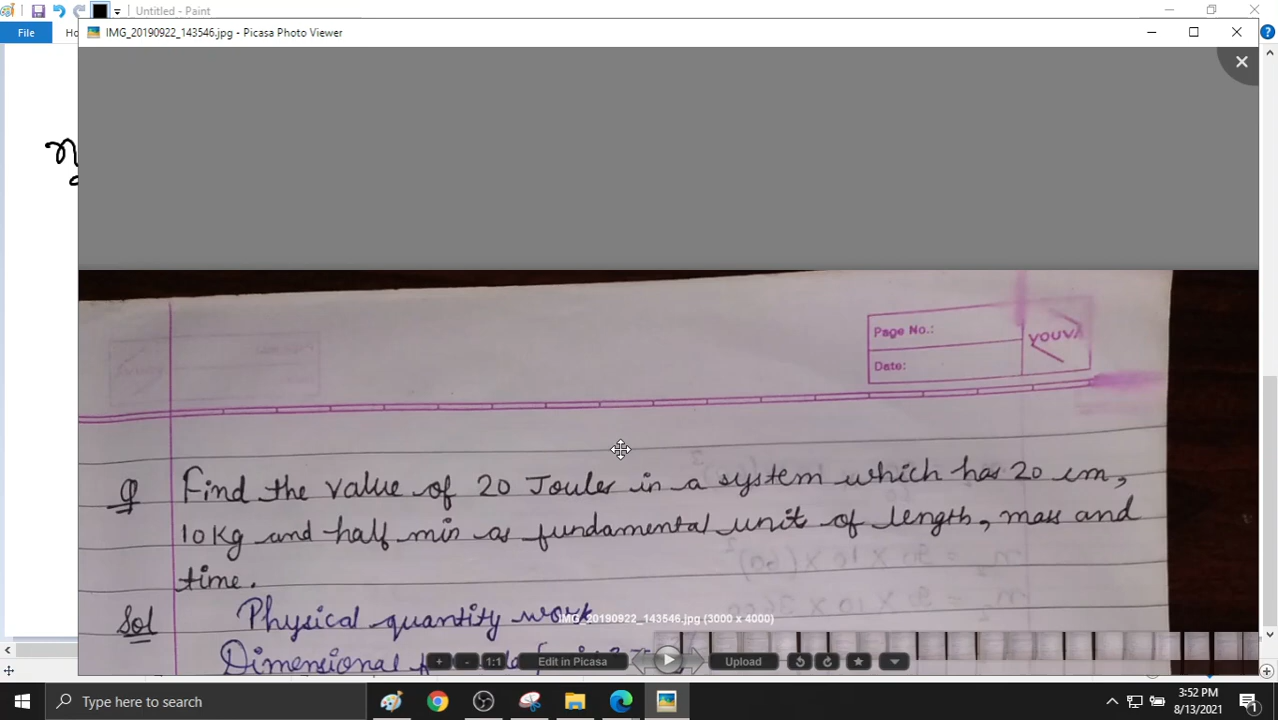 Untitled - Paint
File
IMG_20190922_143546.jpg - Picasa Photo Viewer
Page No.:
Date:
YOUVA
Q Find the value of 20 Joules in a system which has 20 cm,
10 Kg and half min as fundamental unit of length, mass and
time.
Sol Physical quantity work
IMG_20190922_143546.jpg (3000 x 4000)
Dimensional
1:1
Edit in Picasa
Upload
Type here to search
3:52 PM
8/13/2021